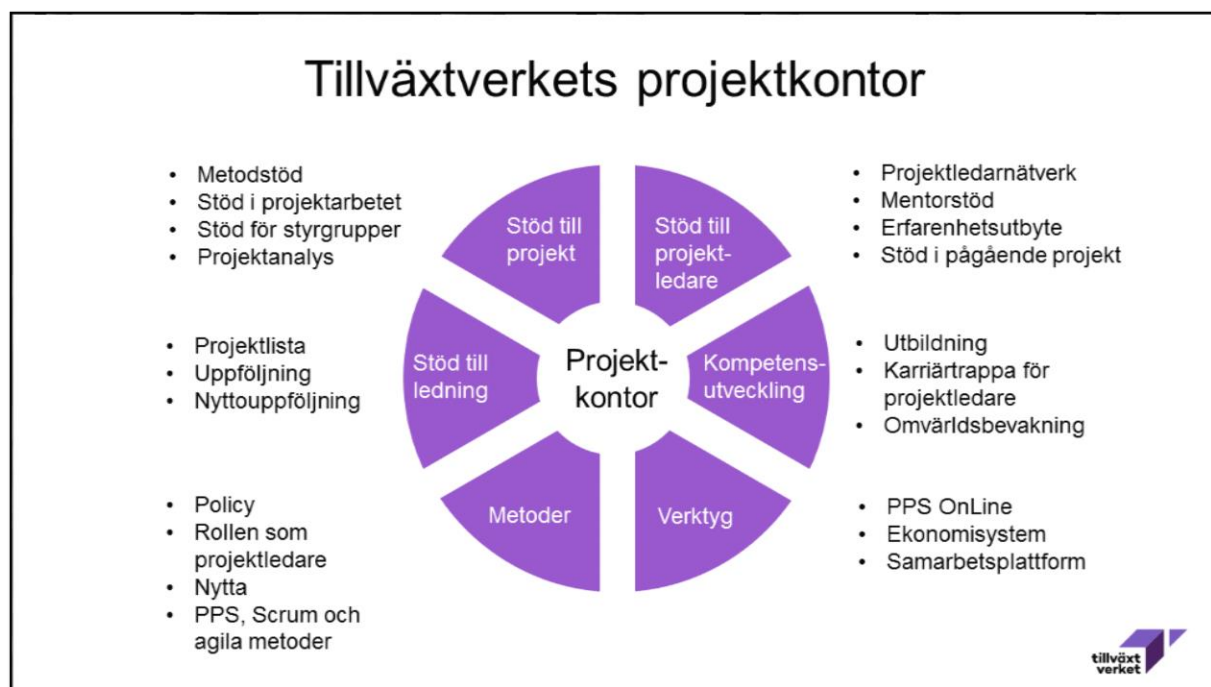 Tillväxtverkets projektkontor
• Metodstöd
• Stöd i projektarbetet
• Stöd för styrgrupper
• Projektanalys
Stöd till
projekt
Stöd till
projekt-
ledare
• Projektledarnätverk
• Mentorstöd
• Erfarenhetsutbyte
• Stöd i pågående projekt
• Projektlista
• Uppföljning
• Nyttouppföljning
Stöd till
ledning
Projekt-
kontor
Kompetens-
utveckling
• Utbildning
• Karriärtrappa för
projektledare
• Omvärldsbevakning
• Policy
• Rollen som
projektledare
• Nytta
• PPS, Scrum och
agila metoder
Metoder
Verktyg
• PPS OnLine
• Ekonomisystem
• Samarbetsplattform
tillväxt
verket